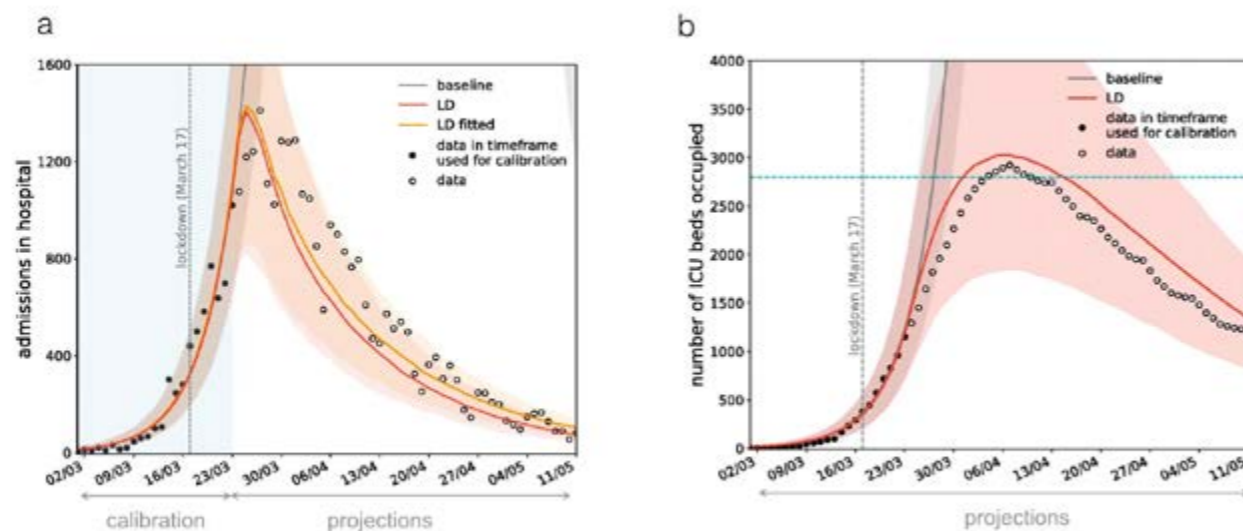 a
1600
1200
800
400
0
admissions in hospital
lockdown (March 17)
baseline
LD
LD fitted
data in timeframe
used for calibration
data
02/03
09/03
16/03
23/03
30/03
06/04
13/04
20/04
27/04
04/05
11/05
calibration
projections
b
4000
3500
3000
2500
2000
1500
1000
500
0
number of ICU beds occupied
lockdown (March 17)
baseline
LD
data in timeframe
used for calibration
data
02/03
09/03
16/03
23/03
30/03
06/04
13/04
20/04
27/04
04/05
11/05
projections